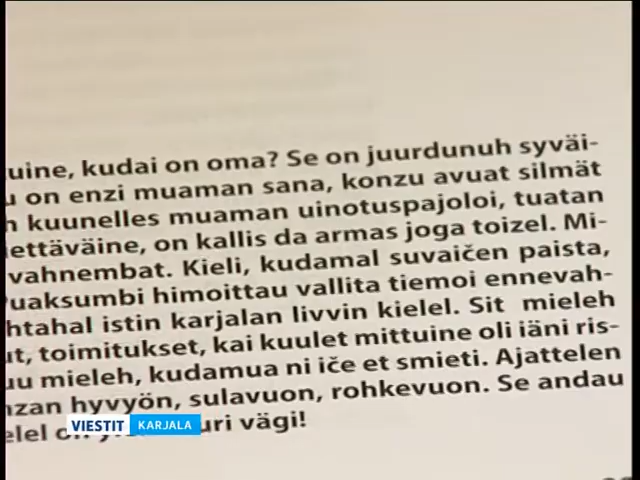 uine, kudai on oma? Se on juurdunuh syväi-
on enzi muaman sana, konzu avuat silmät
kuunelles muaman uinotuspajoloi, tuatan
ettäväine, on kallis da armas joga toizel. Mi-
vahnembat. Kieli, kudamal suvaičen paista,
uaksumbi himoittau vallita tiemoi ennevah-
htahal istin karjalan livvin kielel. Sit mieleh
ut, toimitukset, kai kuulet mittuine oli iäni ris-
uu mieleh, kudamua ni iče et smieti. Ajattelen
nzan hyvyön, sulavuon, rohkevuon. Se andau
elel on uri vägi!
VIESTIT KARJALA